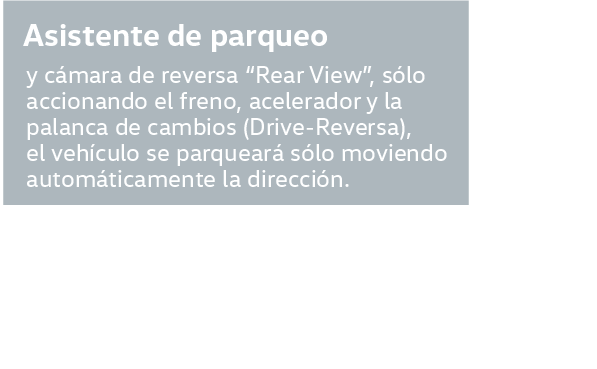 Asistente de parqueo
y cámara de reversa “Rear View”, sólo
accionando el freno, acelerador y la
palanca de cambios (Drive-Reversa),
el vehículo se parqueará sólo moviendo
automáticamente la dirección.